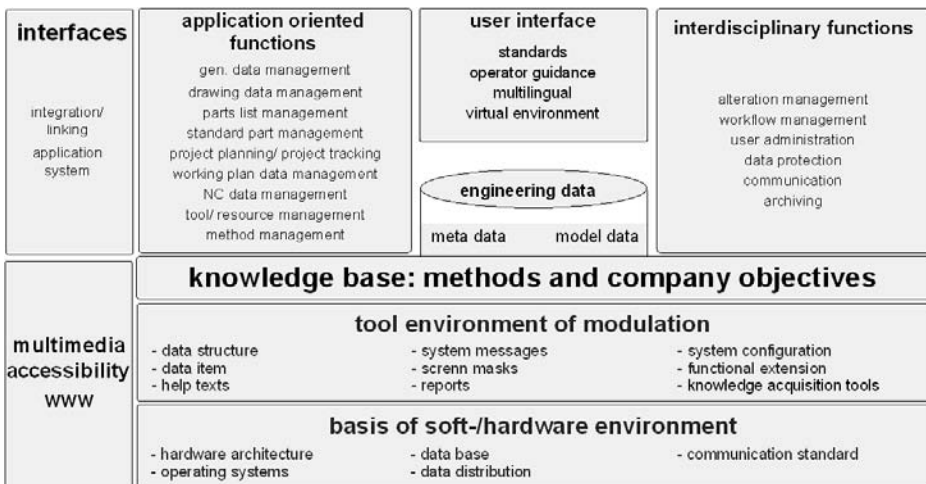 interfaces
integration/
linking
application
system
application oriented
functions
gen. data management
drawing data management
parts list management
standard part management
project planning/ project tracking
working plan data management
NC data management
tool/ resource management
method management
user interface
standards
operator guidance
multilingual
virtual environment
engineering data
meta data
model data
interdisciplinary functions
alteration management
workflow management
user administration
data protection
communication
archiving
multimedia
accessibility
www
knowledge base: methods and company objectives
tool environment of modulation
- data structure
- data item
- help texts
- system messages
- screnn masks
- reports
- system configuration
- functional extension
- knowledge acquisition tools
basis of soft-/hardware environment
- hardware architecture
- operating systems
- data base
- data distribution
- communication standard